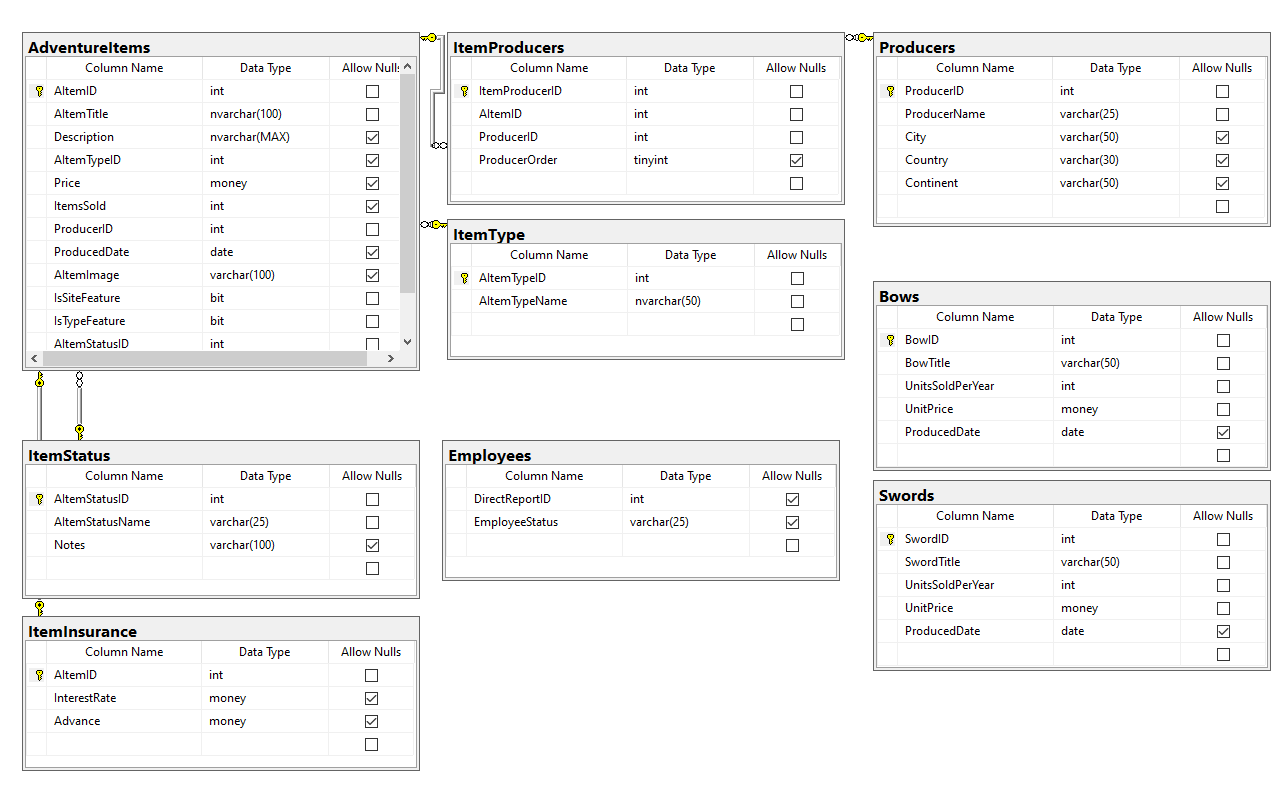 AdventureItems
Column Name Data Type Allow Nulls
AItemID int
AItemTitle nvarchar(100)
Description nvarchar(MAX)
AItemTypeID int
Price money
ItemsSold int
ProducerID int
ProducedDate date
AItemImage varchar(100)
IsSiteFeature bit
IsTypeFeature bit
AItemStatusID int
ItemProducers
Column Name Data Type Allow Nulls
ItemProducerID int
AItemID int
ProducerID int
ProducerOrder tinyint
Producers
Column Name Data Type Allow Nulls
ProducerID int
ProducerName varchar(25)
City varchar(50)
Country varchar(30)
Continent varchar(50)
ItemType
Column Name Data Type Allow Nulls
AItemTypeID int
AItemTypeName nvarchar(50)
Bows
Column Name Data Type Allow Nulls
BowID int
BowTitle varchar(50)
UnitsSoldPerYear int
UnitPrice money
ProducedDate date
ItemStatus
Column Name Data Type Allow Nulls
AItemStatusID int
AItemStatusName varchar(25)
Notes varchar(100)
Employees
Column Name Data Type Allow Nulls
DirectReportID int
EmployeeStatus varchar(25)
Swords
Column Name Data Type Allow Nulls
SwordID int
SwordTitle varchar(50)
UnitsSoldPerYear int
UnitPrice money
ProducedDate date
ItemInsurance
Column Name Data Type Allow Nulls
AItemID int
InterestRate money
Advance money